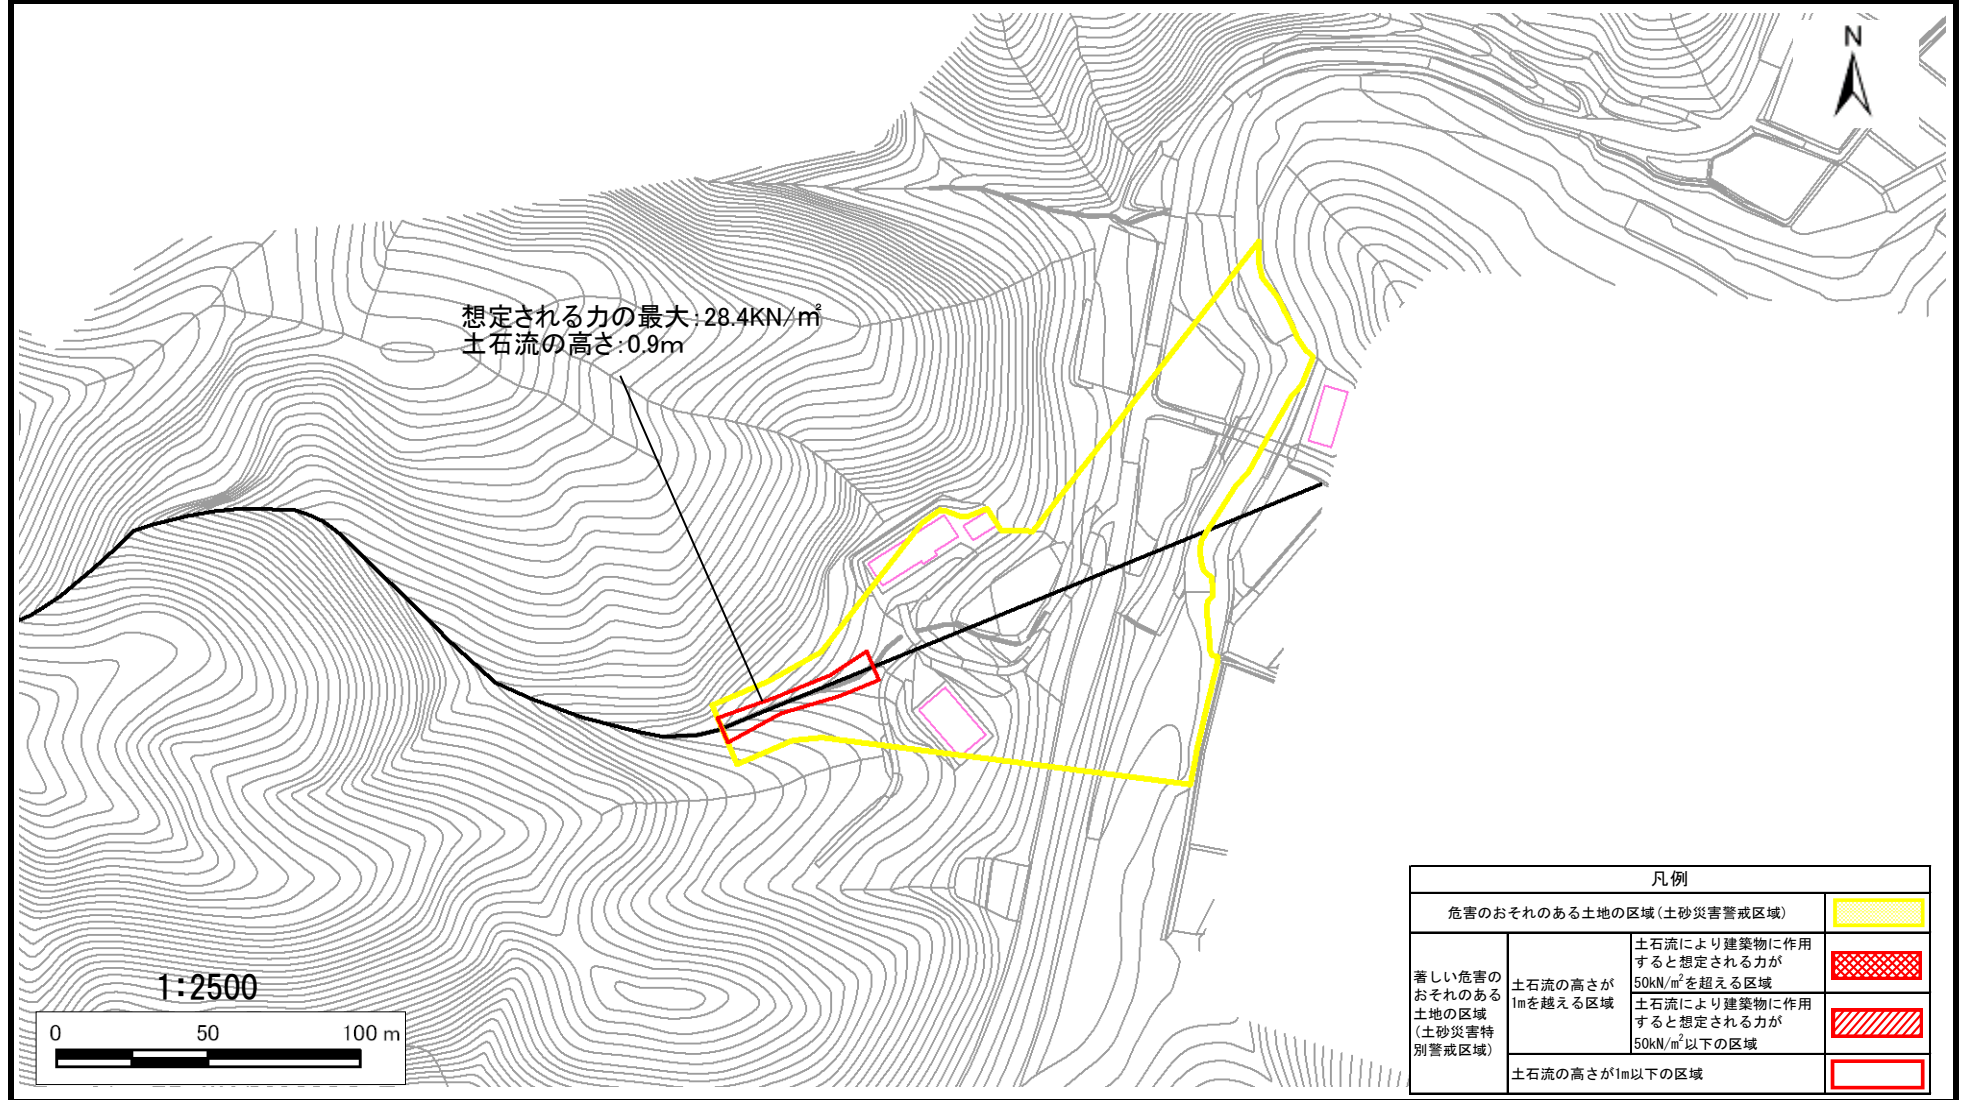 N
想定される力の最大:28.4KN/㎡
土石流の高さ:0.9m
1:2500
0 50 100 m
凡例
危害のおそれのある土地の区域(土砂災害警戒区域)
著しい危害の
おそれのある
土地の区域
(土砂災害特
別警戒区域)
土石流の高さが
1mを越える区域
土石流により建築物に作用
すると想定される力が
50kN/㎡を超える区域
土石流により建築物に作用
すると想定される力が
50kN/㎡以下の区域
土石流の高さが1m以下の区域